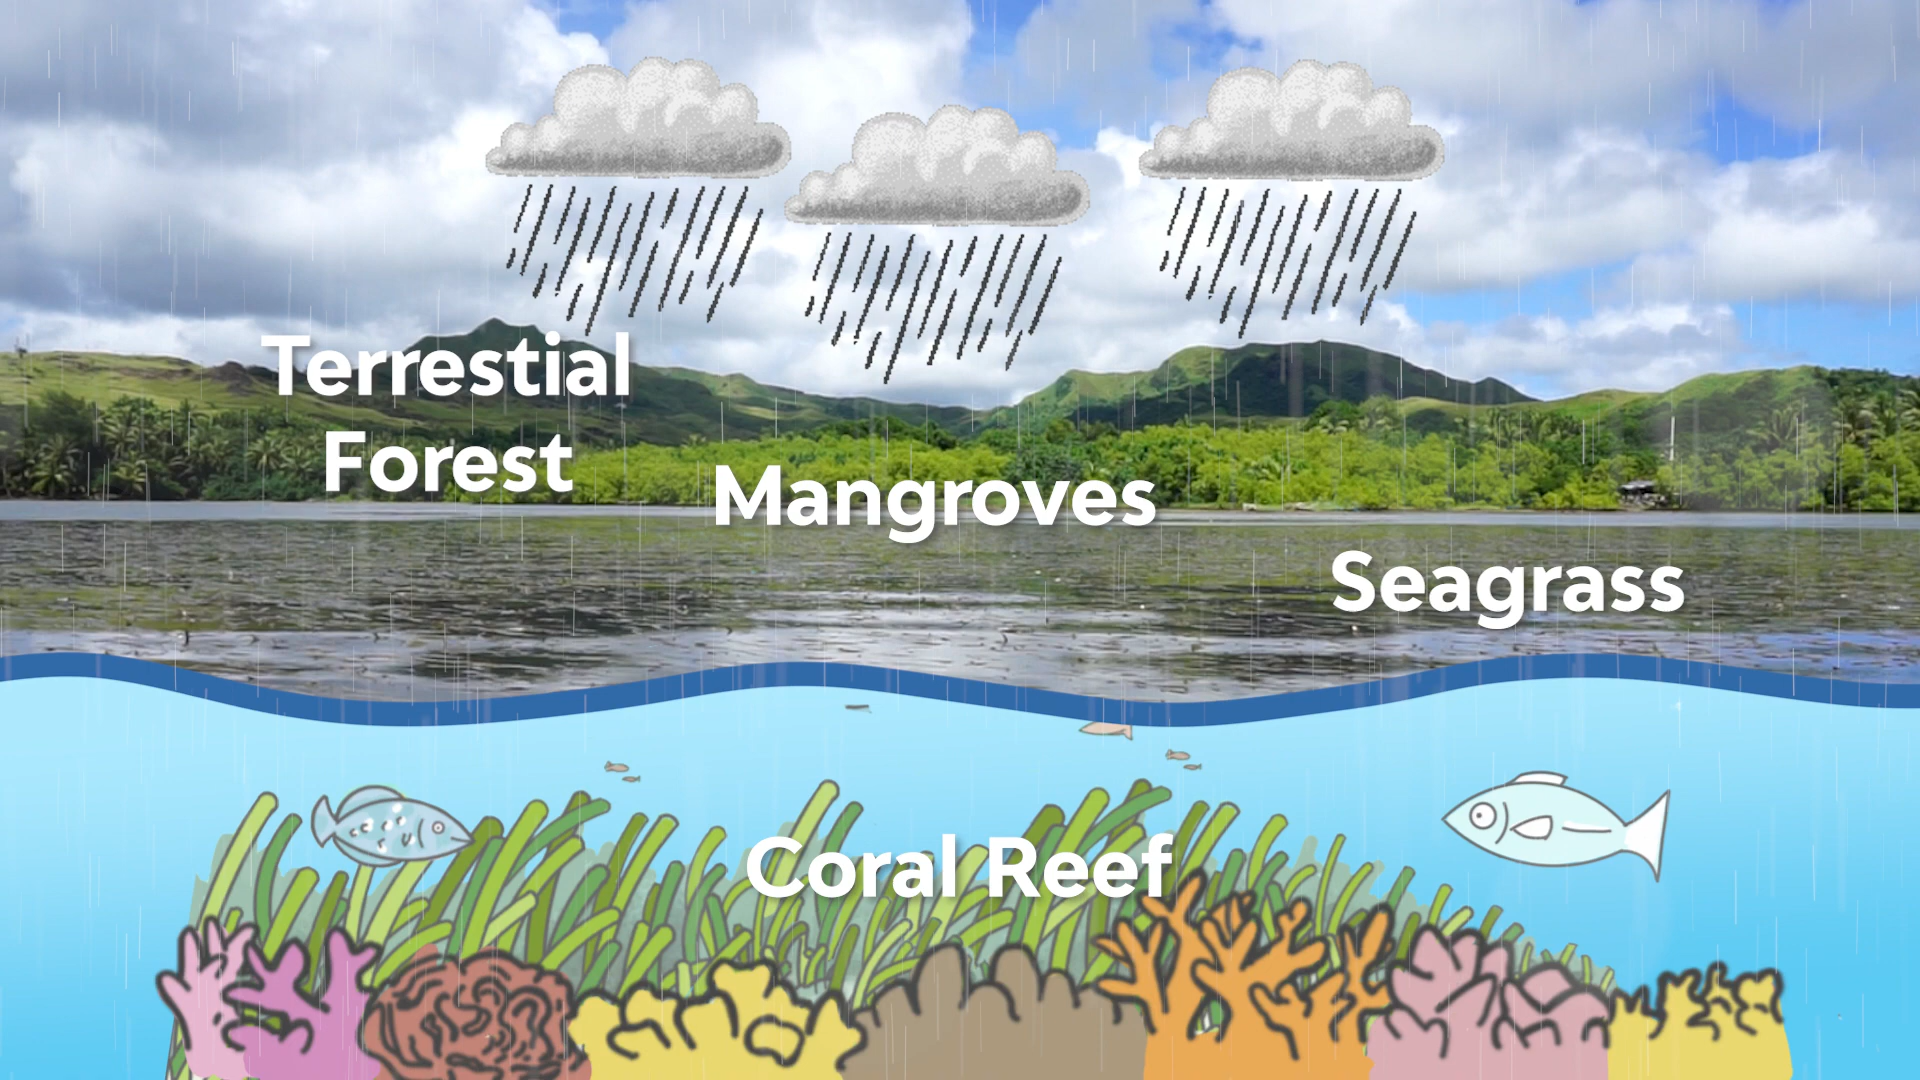 Terrestial
Forest
Mangroves
Seagrass
Coral Reef